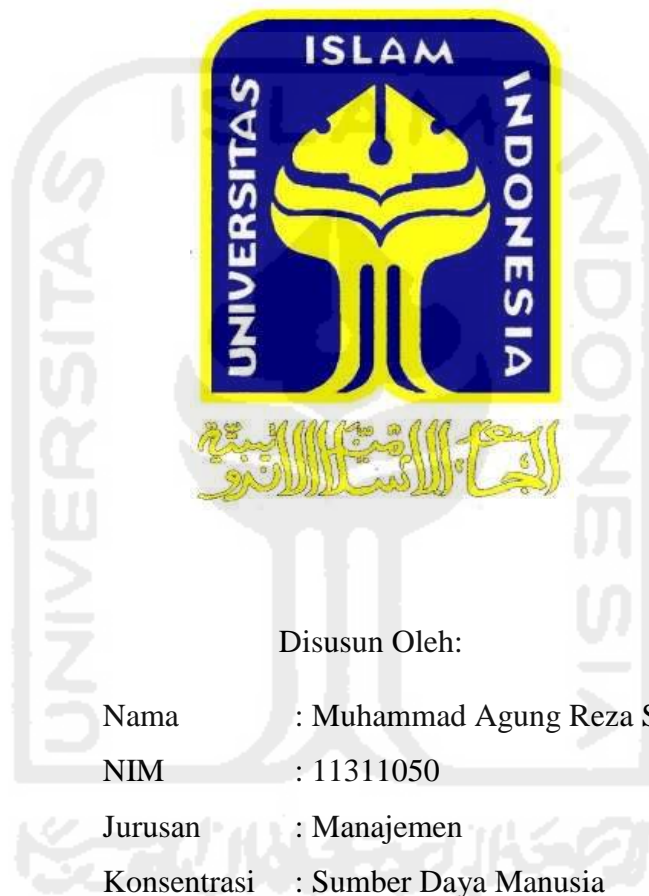 ISLAM
UNIVERSITAS
INDONESIA
Disusun Oleh:
Nama : Muhammad Agung Reza S
NIM : 11311050
Jurusan : Manajemen
Konsentrasi : Sumber Daya Manusia